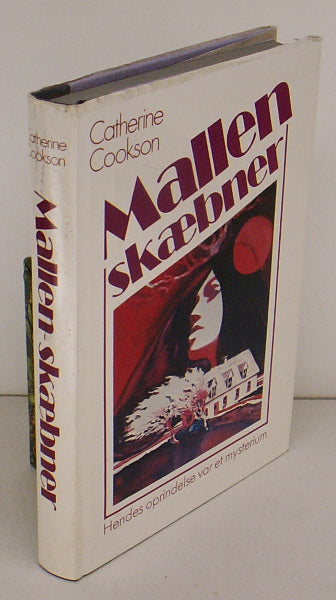 Catherine
Cookson
Mallen
skæbner
Hendes oprindelse var et mysterium
Catherine
Cookson
Mallen-skæbner